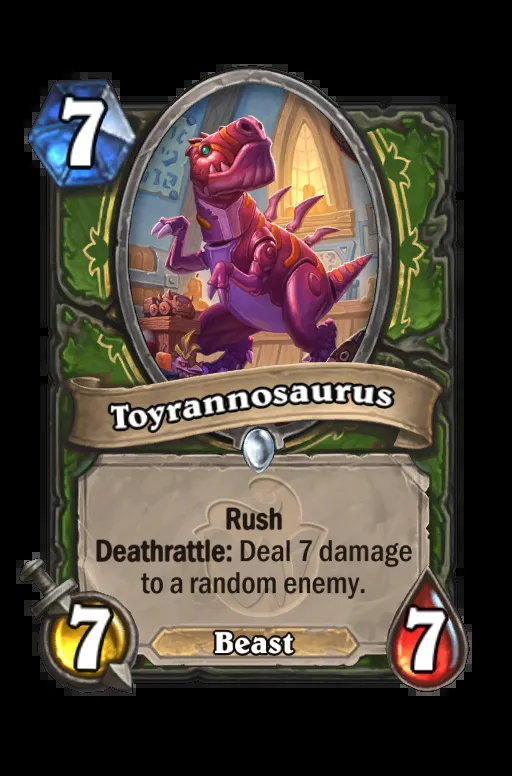 7
Toyrannosaurus
Rush
Deathrattle: Deal 7 damage
to a random enemy.
7
Beast
7